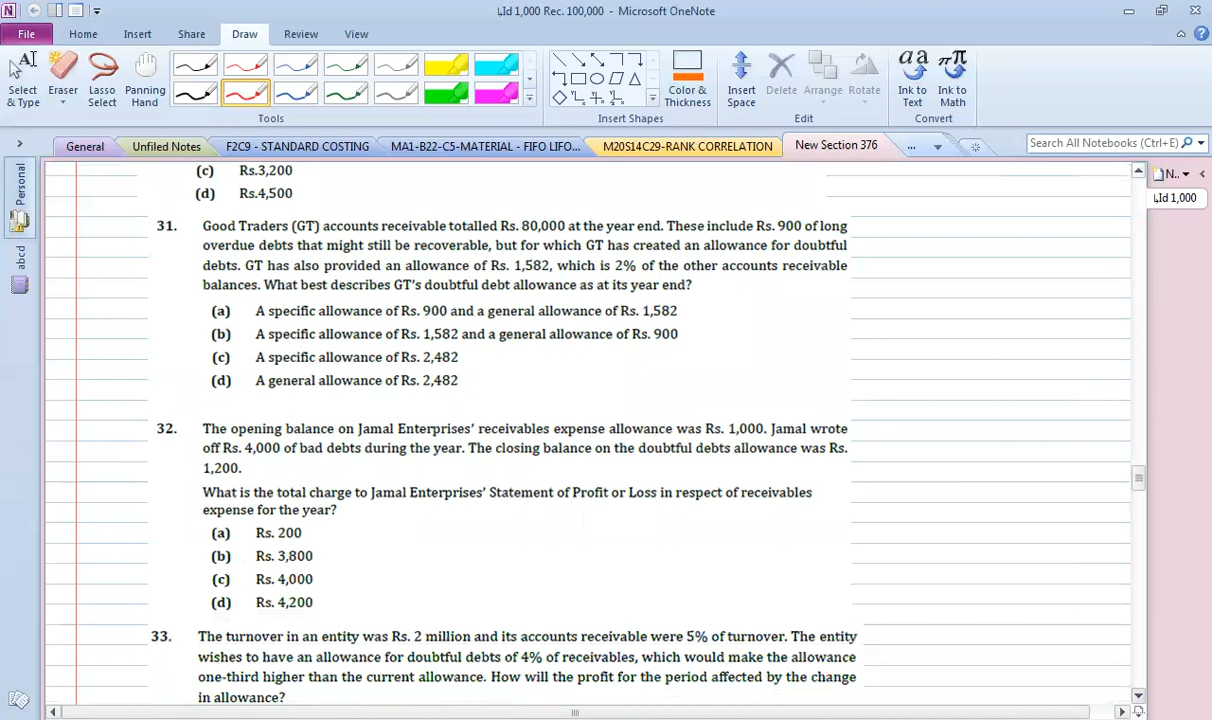 ʟId 1,000 Rec. 100,000 - Microsoft OneNote
File Home Insert Share Draw Review View
Select & Type
Eraser
Lasso Select
Panning Hand
Color & Thickness
Insert Space
Delete
Arrange
Rotate
Ink to Text
Ink to Math
Tools
Insert Shapes
Edit
Convert
General
Unfiled Notes
F2C9 - STANDARD COSTING
MA1-B22-C5-MATERIAL - FIFO LIFO...
M20S14C29-RANK CORRELATION
New Section 376
...
Search All Notebooks (Ctrl+E)
N..
Personal
abcd
(c) Rs.3,200
(d) Rs.4,500
31. Good Traders (GT) accounts receivable totalled Rs. 80,000 at the year end. These include Rs. 900 of long
overdue debts that might still be recoverable, but for which GT has created an allowance for doubtful
debts. GT has also provided an allowance of Rs. 1,582, which is 2% of the other accounts receivable
balances. What best describes GT's doubtful debt allowance as at its year end?
(a) A specific allowance of Rs. 900 and a general allowance of Rs. 1,582
(b) A specific allowance of Rs. 1,582 and a general allowance of Rs. 900
(c) A specific allowance of Rs. 2,482
(d) A general allowance of Rs. 2,482
32. The opening balance on Jamal Enterprises' receivables expense allowance was Rs. 1,000. Jamal wrote
off Rs. 4,000 of bad debts during the year. The closing balance on the doubtful debts allowance was Rs.
1,200.
What is the total charge to Jamal Enterprises' Statement of Profit or Loss in respect of receivables
expense for the year?
(a) Rs. 200
(b) Rs. 3,800
(c) Rs. 4,000
(d) Rs. 4,200
33. The turnover in an entity was Rs. 2 million and its accounts receivable were 5% of turnover. The entity
wishes to have an allowance for doubtful debts of 4% of receivables, which would make the allowance
one-third higher than the current allowance. How will the profit for the period affected by the change
in allowance?